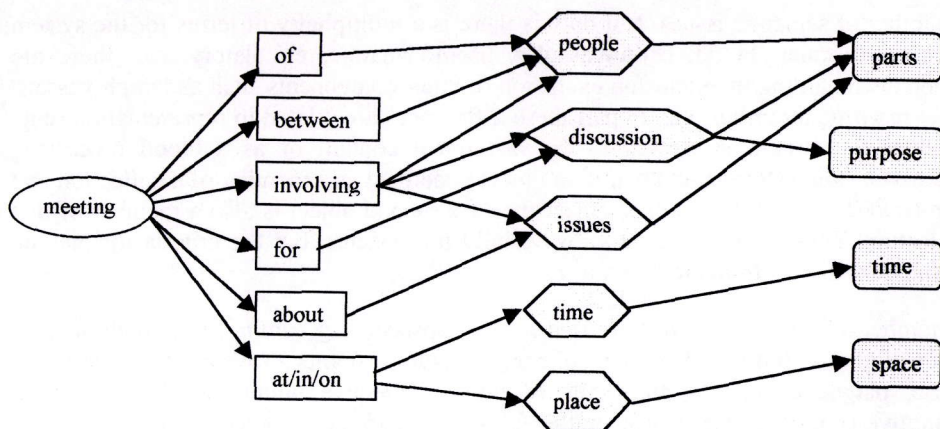 of
people
parts
between
discussion
purpose
involving
meeting
issues
for
time
about
time
at/in/on
space
place